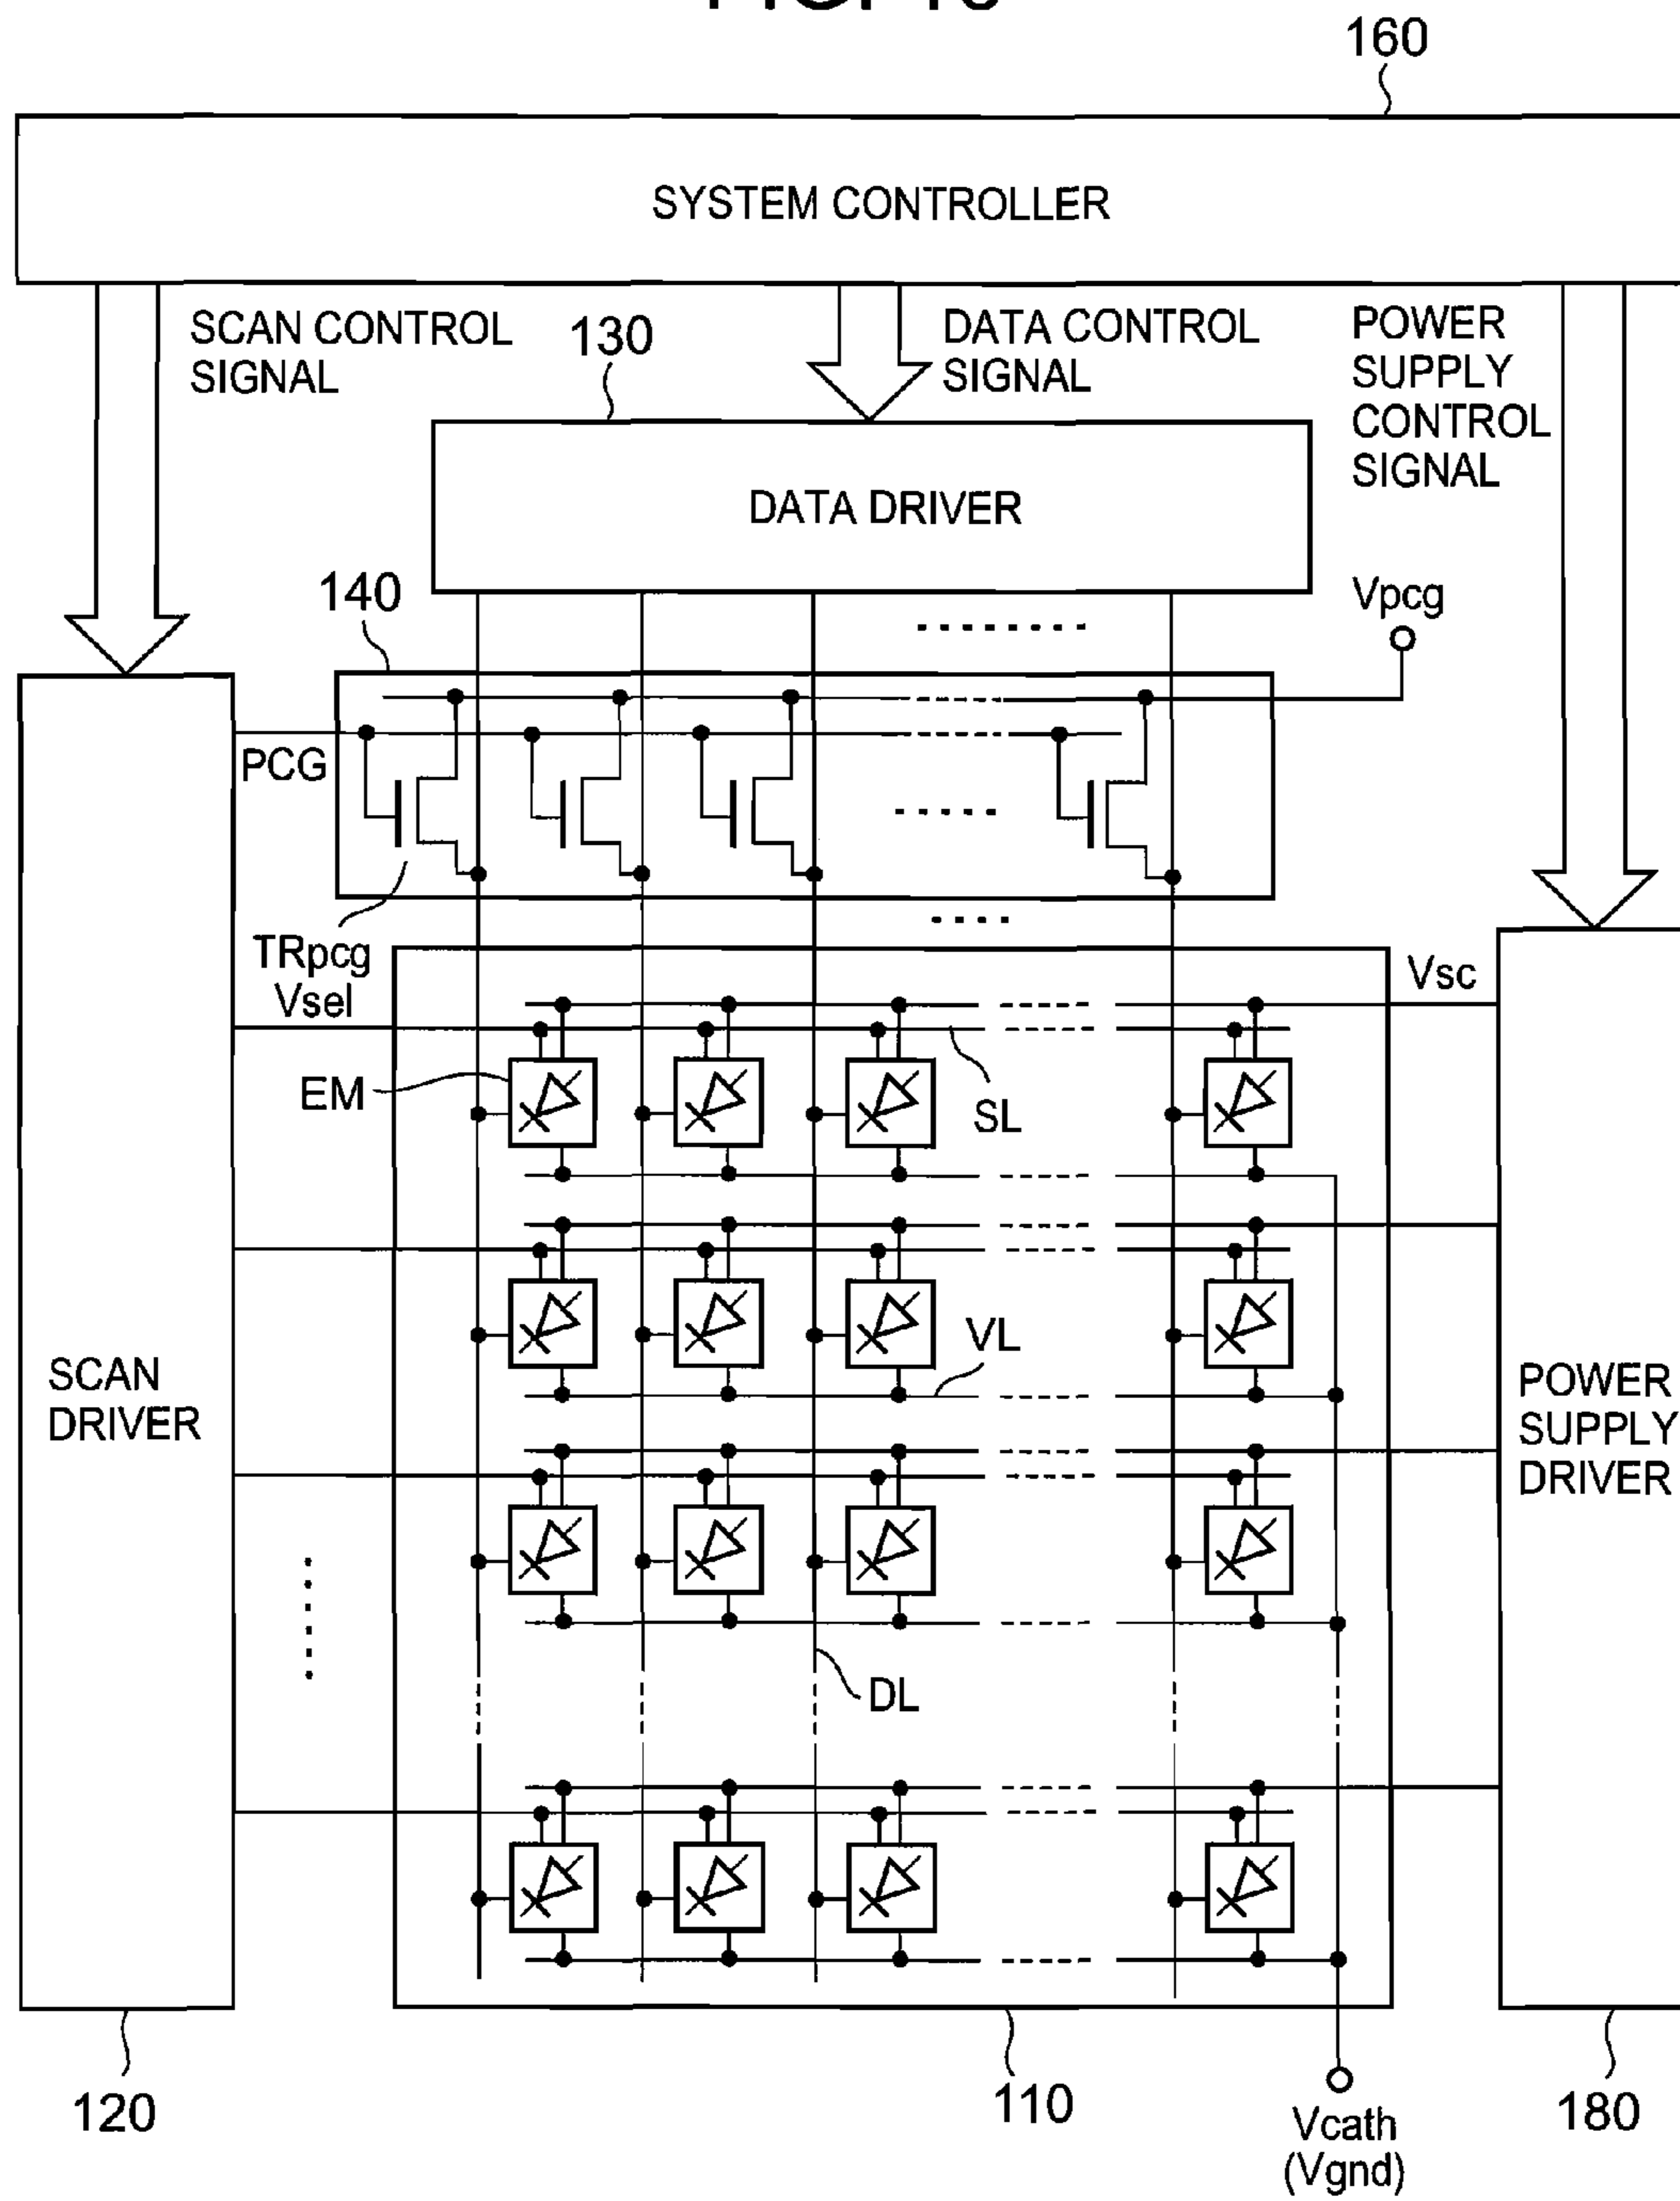 160
SYSTEM CONTROLLER
SCAN CONTROL
SIGNAL
130
DATA CONTROL
SIGNAL
POWER
SUPPLY
CONTROL
SIGNAL
DATA DRIVER
140
Vpcg
PCG
TRpcg
Vsel
Vsc
EM
SL
VL
SCAN
DRIVER
POWER
SUPPLY
DRIVER
DL
120
110
Vcath
(Vgnd)
180